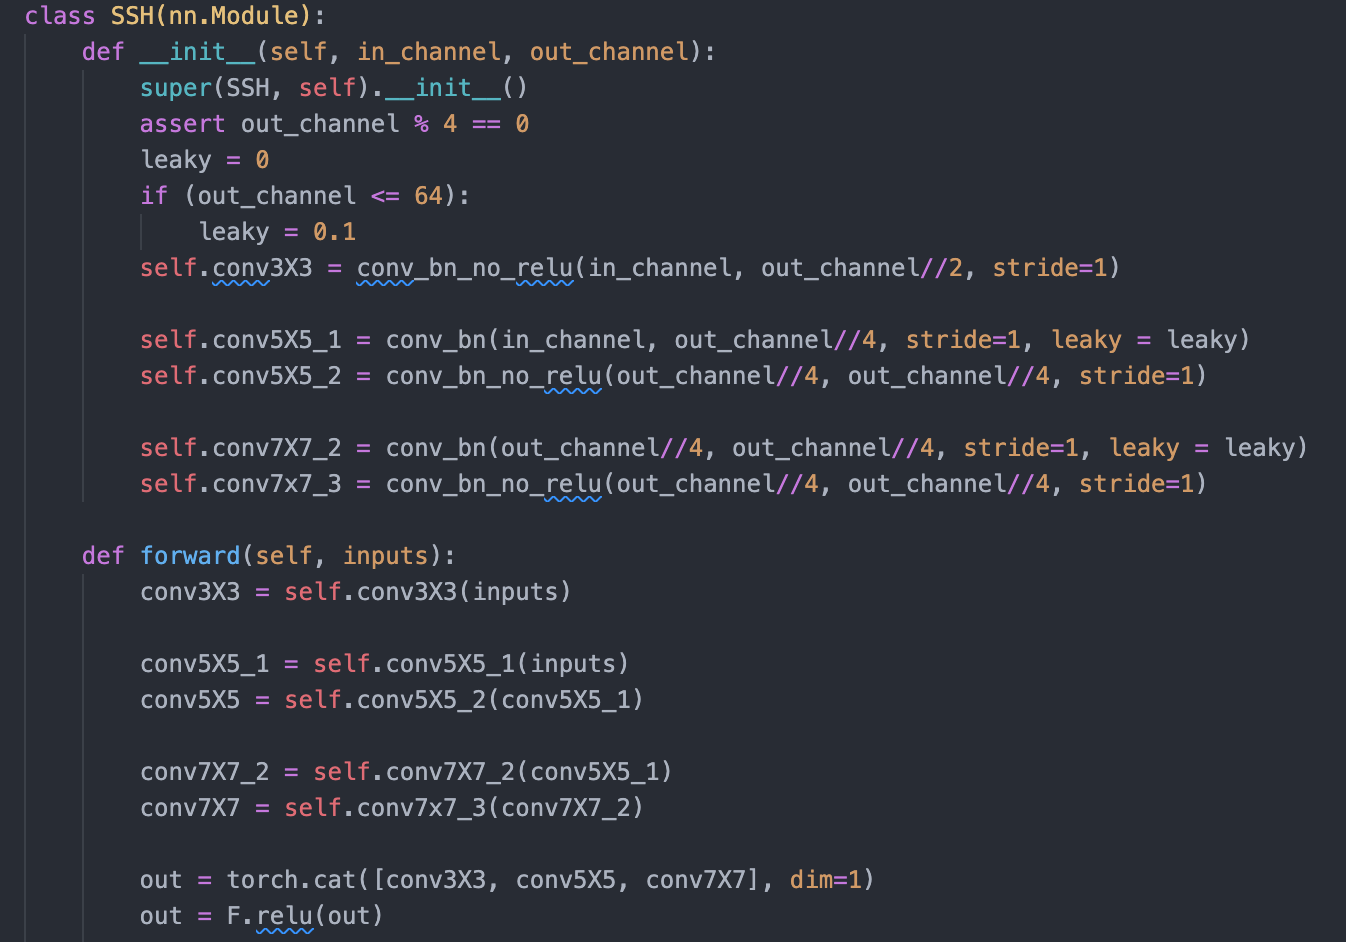 class SSH(nn.Module):
    def __init__(self, in_channel, out_channel):
        super(SSH, self).__init__()
        assert out_channel % 4 == 0
        leaky = 0
        if (out_channel <= 64):
            leaky = 0.1
        self.conv3X3 = conv_bn_no_relu(in_channel, out_channel//2, stride=1)

        self.conv5X5_1 = conv_bn(in_channel, out_channel//4, stride=1, leaky = leaky)
        self.conv5X5_2 = conv_bn_no_relu(out_channel//4, out_channel//4, stride=1)

        self.conv7X7_2 = conv_bn(out_channel//4, out_channel//4, stride=1, leaky = leaky)
        self.conv7x7_3 = conv_bn_no_relu(out_channel//4, out_channel//4, stride=1)

    def forward(self, inputs):
        conv3X3 = self.conv3X3(inputs)

        conv5X5_1 = self.conv5X5_1(inputs)
        conv5X5 = self.conv5X5_2(conv5X5_1)

        conv7X7_2 = self.conv7X7_2(conv5X5_1)
        conv7X7 = self.conv7x7_3(conv7X7_2)

        out = torch.cat([conv3X3, conv5X5, conv7X7], dim=1)
        out = F.relu(out)